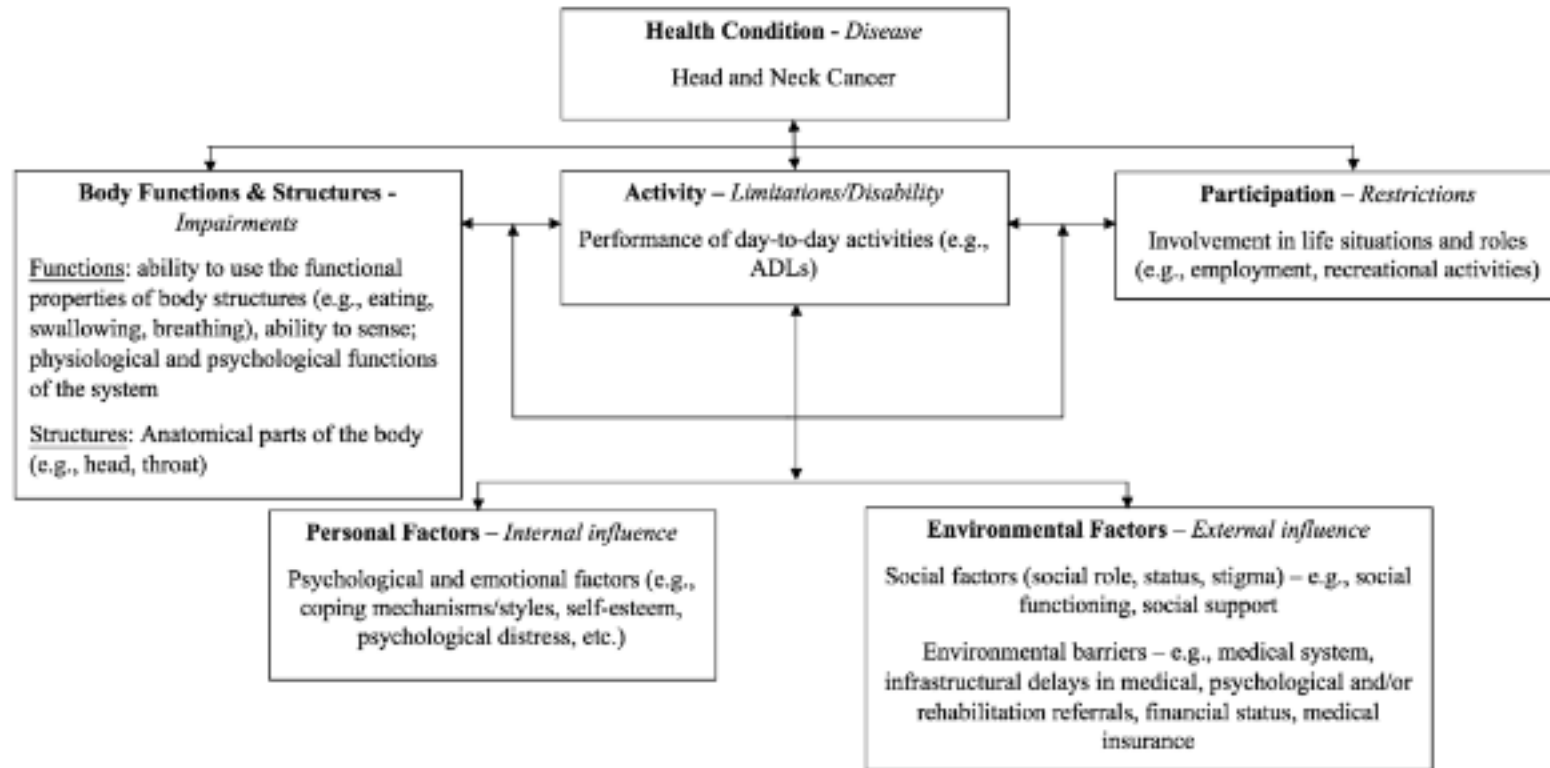 Health Condition - Disease
Head and Neck Cancer
Body Functions & Structures -
Impairments
Functions: ability to use the functional
properties of body structures (e.g., eating,
swallowing, breathing), ability to sense;
physiological and psychological functions
of the system
Structures: Anatomical parts of the body
(e.g., head, throat)
Activity – Limitations/Disability
Performance of day-to-day activities (e.g.,
ADLs)
Participation – Restrictions
Involvement in life situations and roles
(e.g., employment, recreational activities)
Personal Factors – Internal influence
Psychological and emotional factors (e.g.,
coping mechanisms/styles, self-esteem,
psychological distress, etc.)
Environmental Factors – External influence
Social factors (social role, status, stigma) – e.g., social
functioning, social support
Environmental barriers – e.g., medical system,
infrastructural delays in medical, psychological and/or
rehabilitation referrals, financial status, medical
insurance